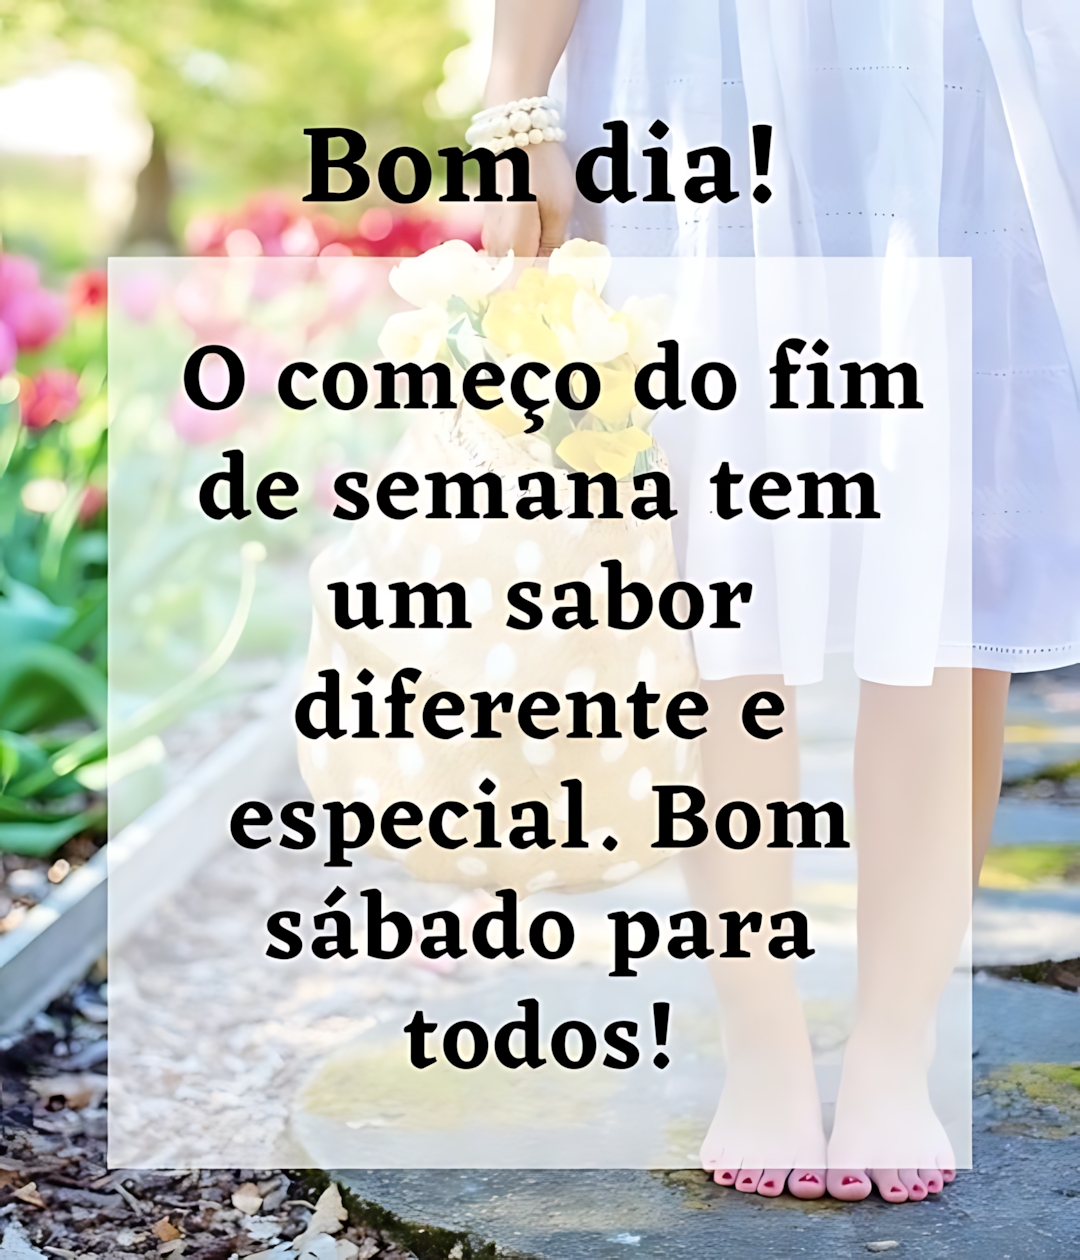 Bom dia!
O começo do fim
de semana tem
um sabor
diferente e
especial. Bom
sábado para
todos!